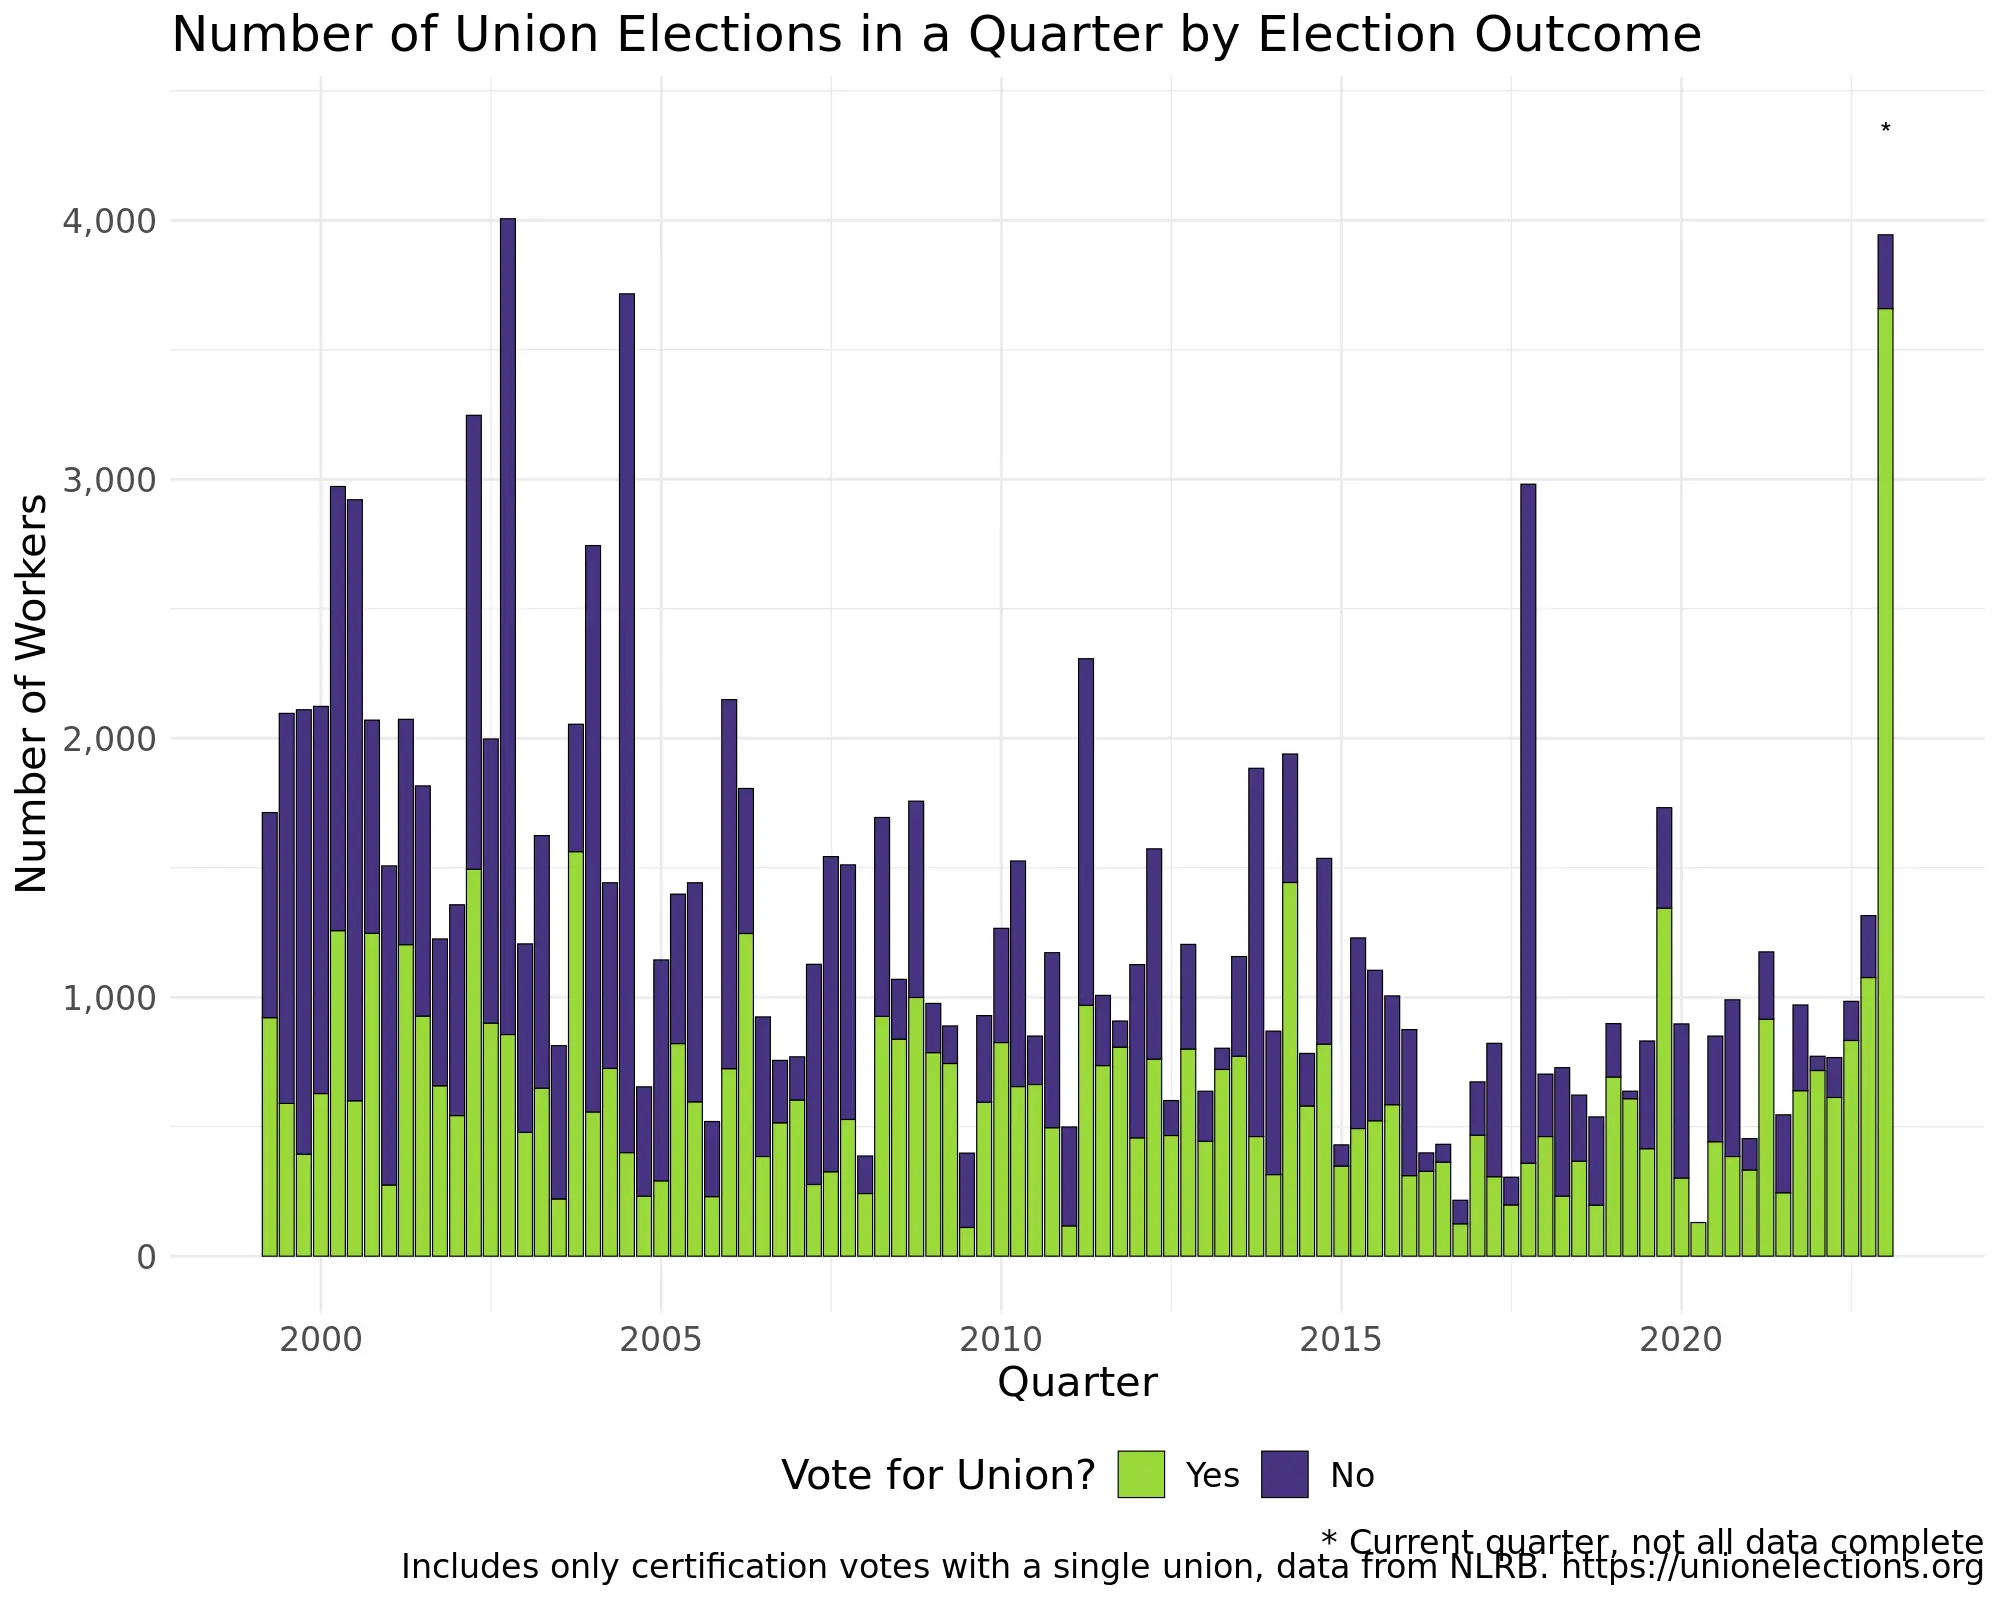 Number of Union Elections in a Quarter by Election Outcome
*
4,000
3,000
2,000
1,000
0
Number of Workers
2000 2005 2010 2015 2020
Quarter
Vote for Union? Yes No
* Current quarter, not all data complete
Includes only certification votes with a single union, data from NLRB. https://unionelections.org